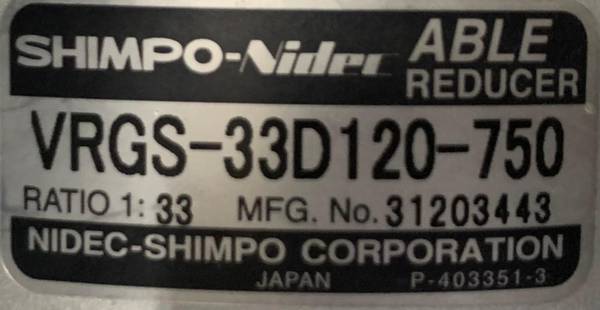 SHIMPO-Nidec ABLE
REDUCER
VRGS-33D120-750
RATIO 1: 33 MFG. No. 31203443
NIDEC-SHIMPO CORPORATION
JAPAN P-403351-3